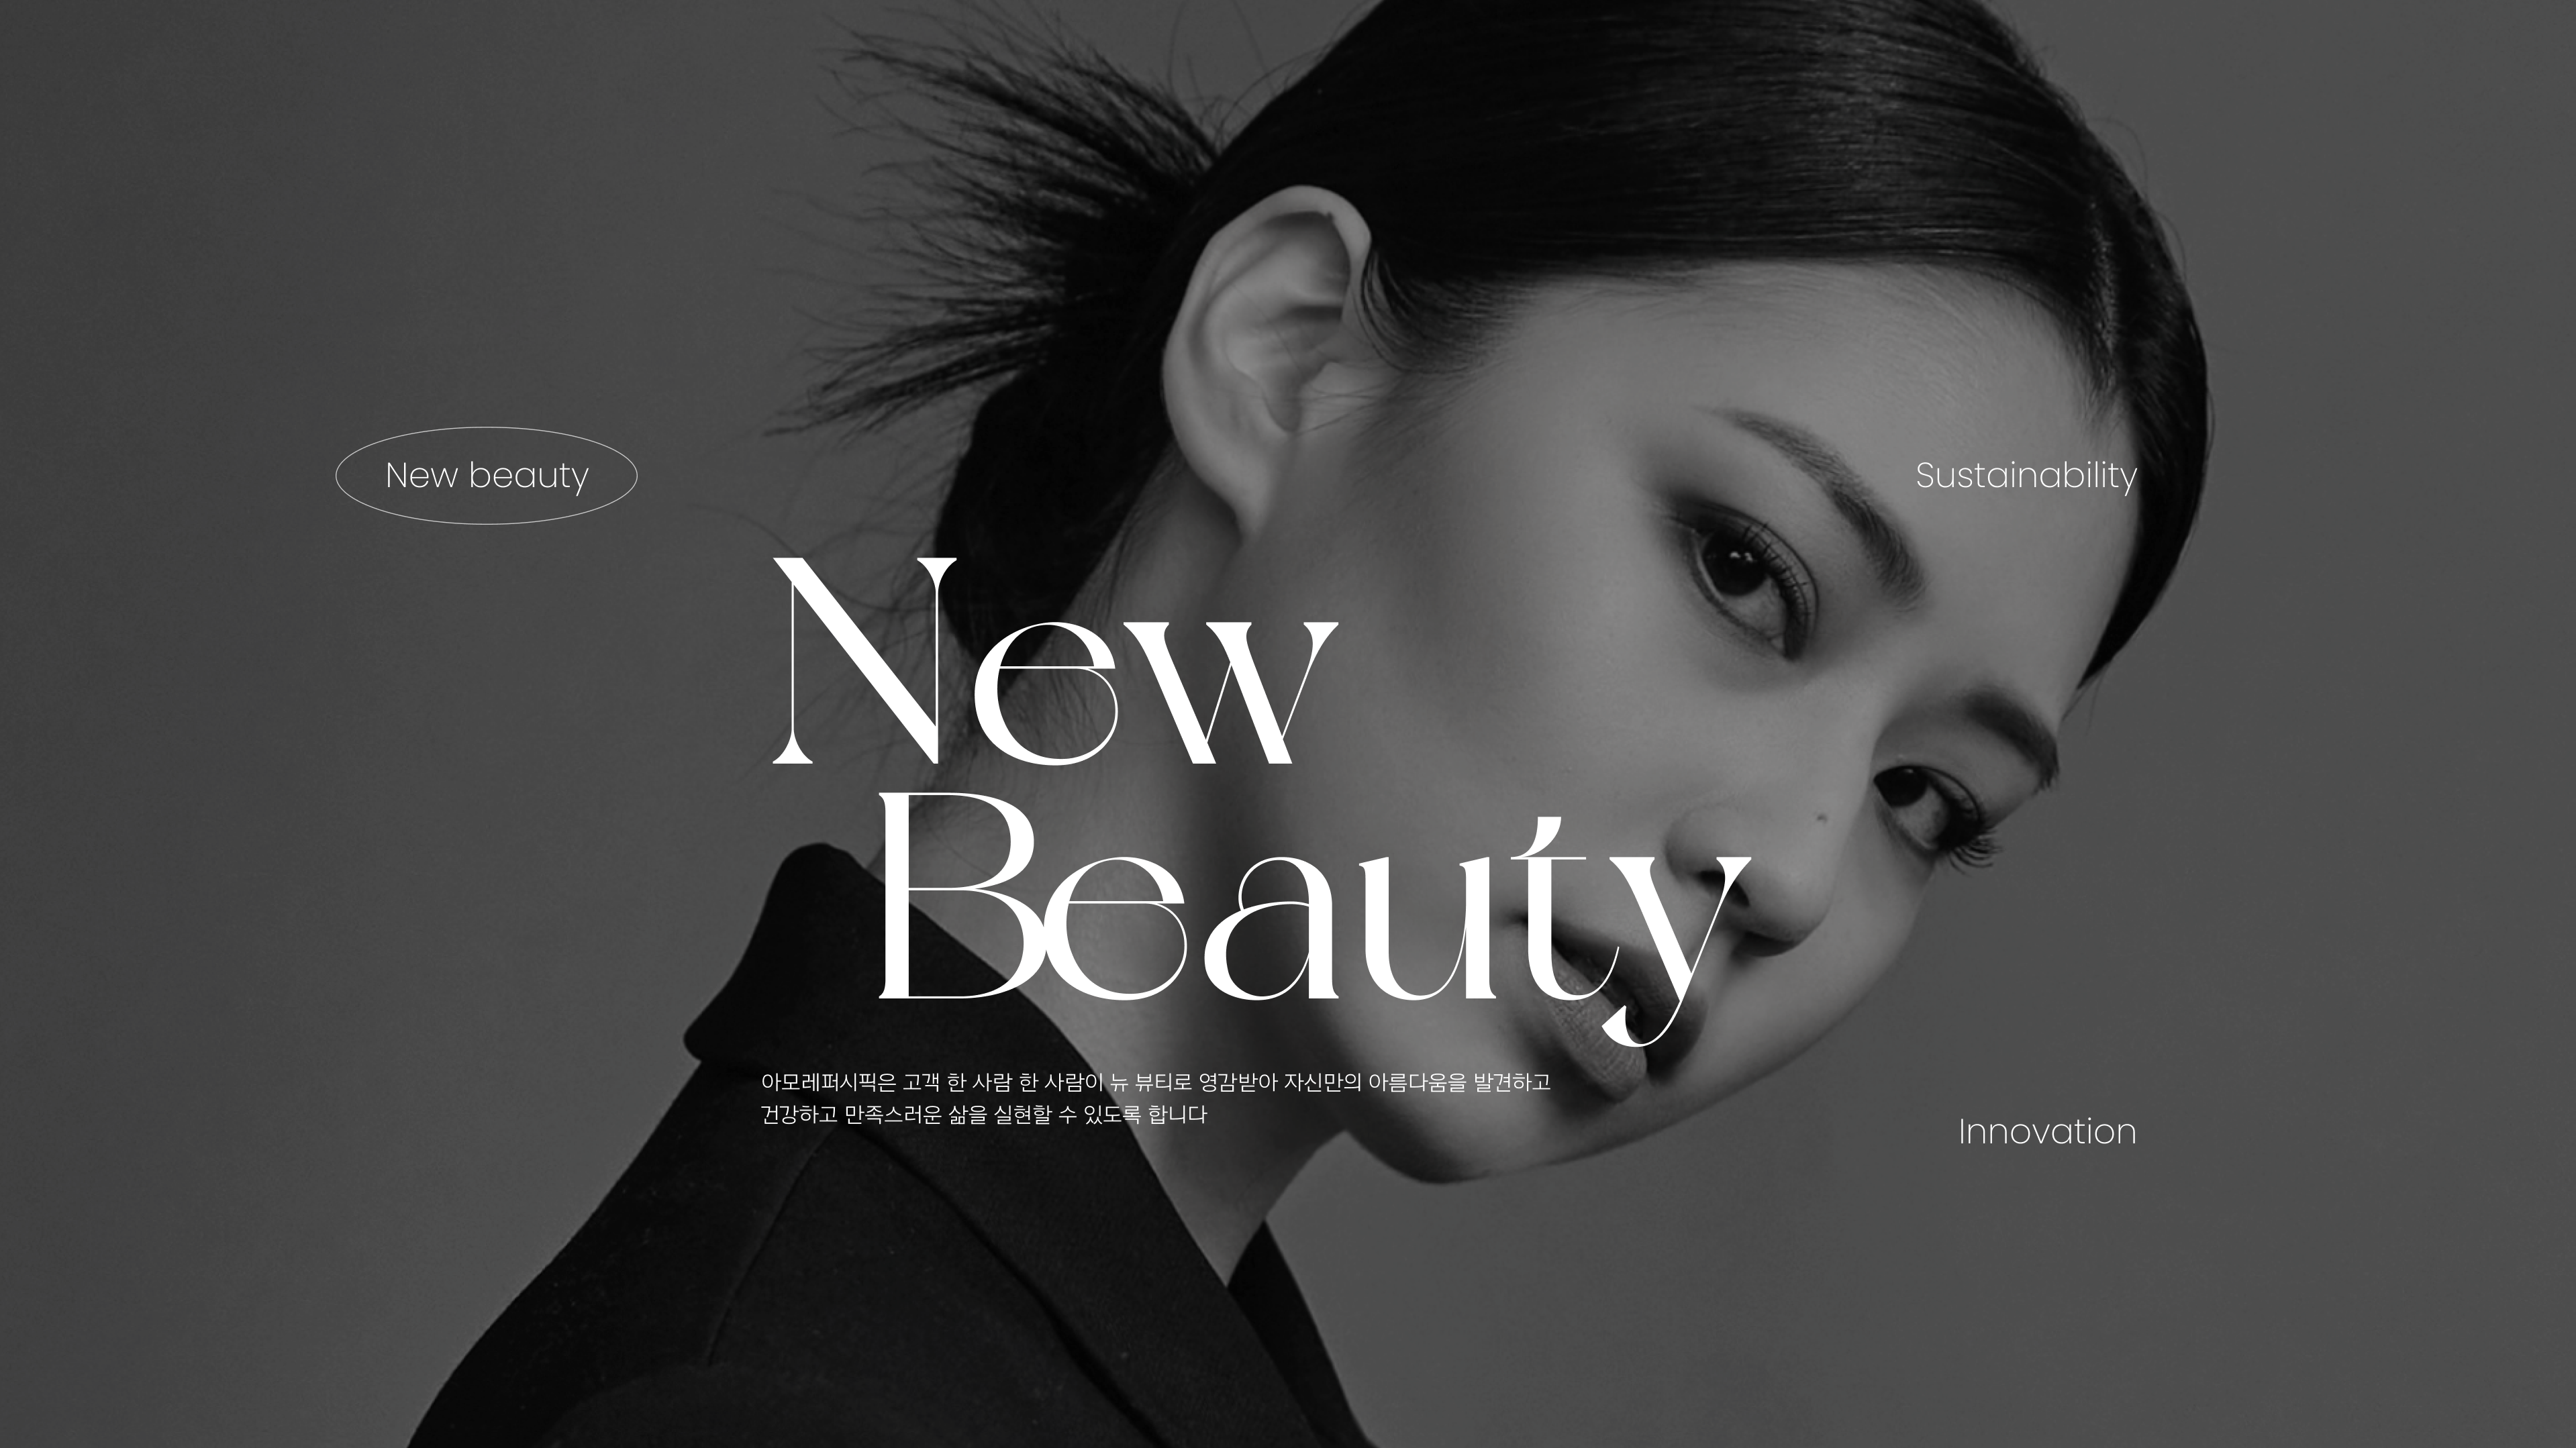 New beauty
Sustainability
New
Beauty
아모레퍼시픽은 고객 한 사람 한 사람이 뉴 뷰티로 영감받아 자신만의 아름다움을 발견하고
건강하고 만족스러운 삶을 실현할 수 있도록 합니다
Innovation